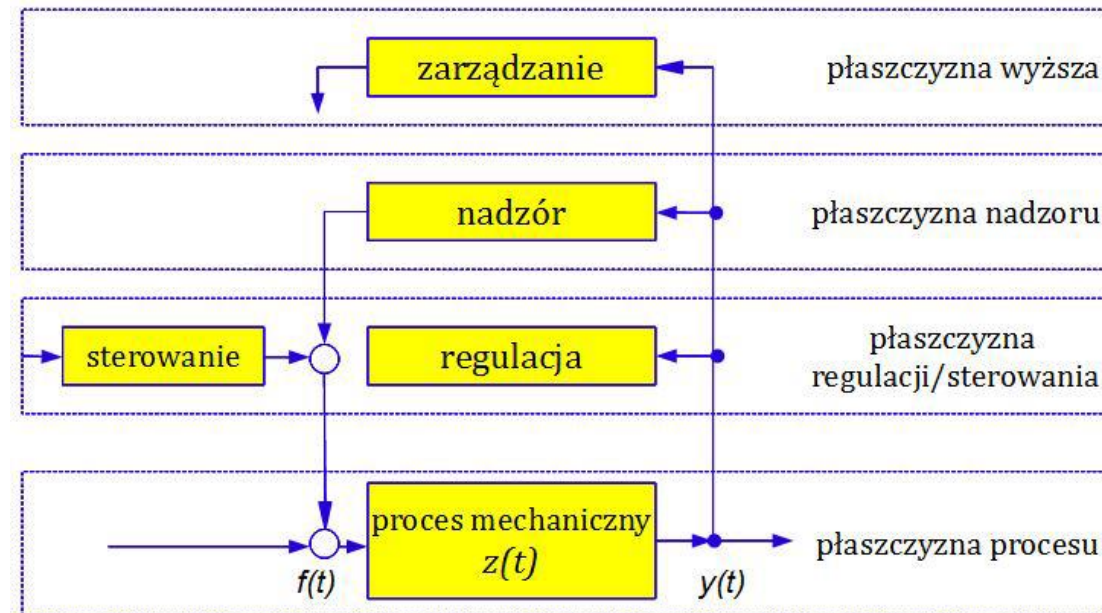 zarządzanie
płaszczyzna wyższa
nadzór
płaszczyzna nadzoru
sterowanie
regulacja
płaszczyzna
regulacji/sterowania
proces mechaniczny
z(t)
płaszczyzna procesu
f(t)
y(t)